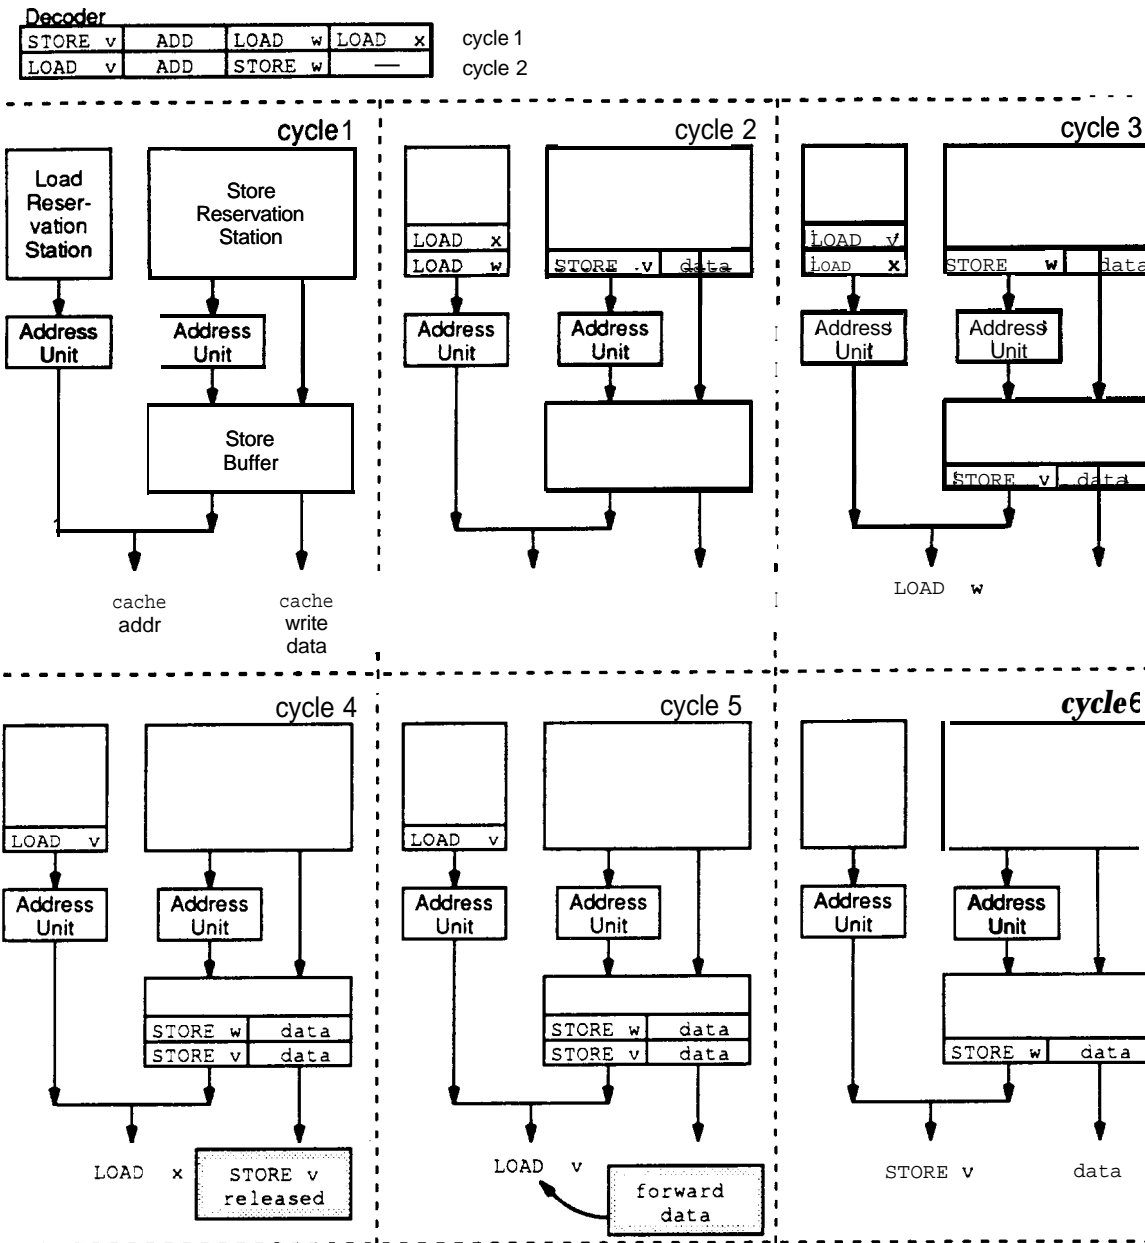 Decoder
STORE v ADD LOAD w LOAD x cycle 1
LOAD v ADD STORE w — cycle 2
cycle 1
Load Reser- vation Station
Store Reservation Station
Address Unit
Address Unit
Store Buffer
cache addr
cache write data
cycle 2
LOAD x
LOAD w
STORE v data
Address Unit
Address Unit
cycle 3
LOAD v
LOAD x
STORE w data
Address Unit
Address Unit
STORE v data
LOAD w
cycle 4
LOAD v
Address Unit
Address Unit
STORE w data
STORE v data
LOAD x
STORE v released
cycle 5
LOAD v
Address Unit
Address Unit
STORE w data
STORE v data
LOAD v
forward data
cycle 6
Address Unit
Address Unit
STORE w data
STORE v data